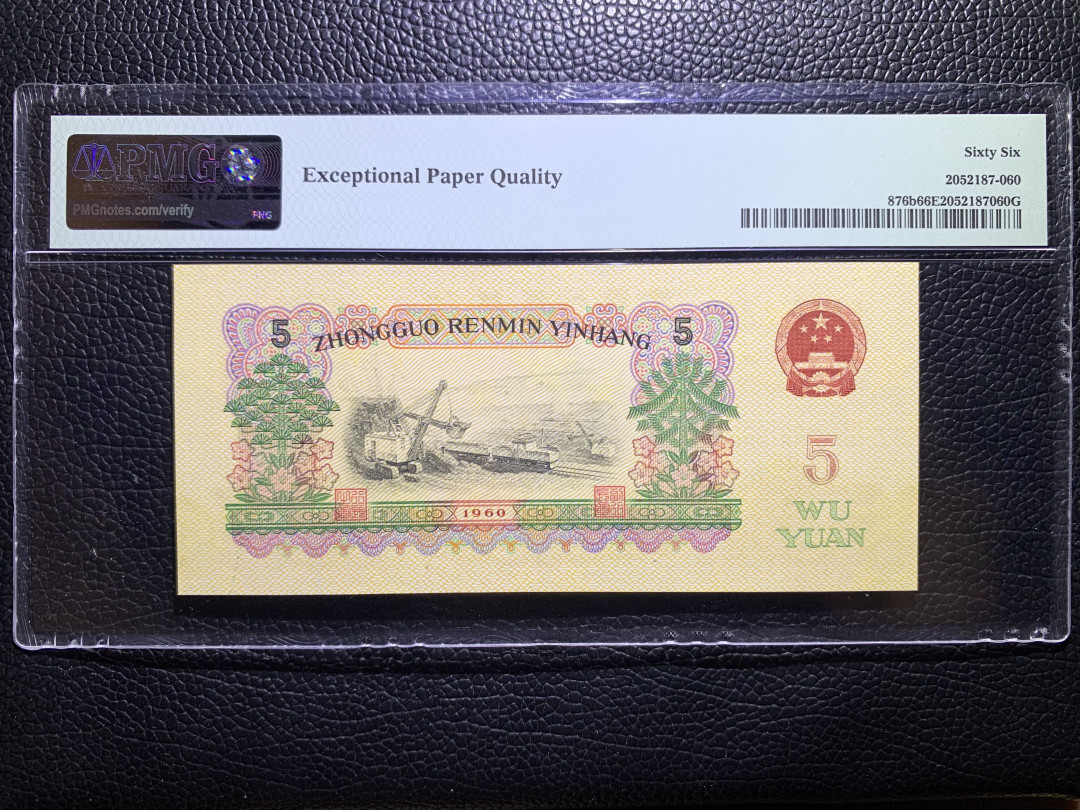 PMG
PMGnotes.com/verify
PNG
Exceptional Paper Quality
Sixty Six
2052187-060
876b66E2052187060G
5 ZHONGGUO RENMIN YINHANG 5
1960
5
WU
YUAN